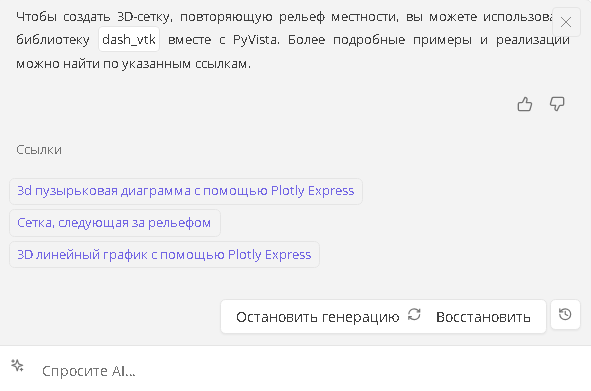 Чтобы создать 3D-сетку, повторяющую рельеф местности, вы можете использова
библиотеку dash_vtk вместе с PyVista. Более подробные примеры и реализации
можно найти по указанным ссылкам.
Ссылки
3d пузырьковая диаграмма с помощью Plotly Express
Сетка, следующая за рельефом
3D линейный график с помощью Plotly Express
Остановить генерацию Восстановить
Спросите AI...